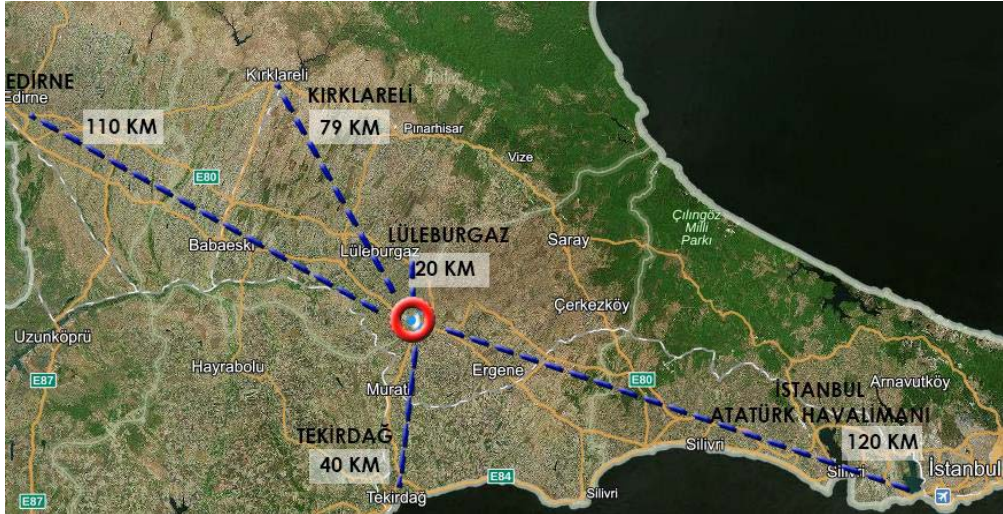 EDİRNE
Edirne
110 KM
Kırklareli
KIRKLARELİ
79 KM
Pınarhisar
Vize
E80
Babaeski
Lüleburgaz
LÜLEBURGAZ
20 KM
Saray
Çilingöz
Milli
Parkı
Çerkezköy
Uzunköprü
Hayrabolu
E87
Muratlı
Ergene
E80
İSTANBUL
ATATÜRK HAVALİMANI
120 KM
Arnavutköy
TEKİRDAĞ
40 KM
Tekirdağ
E84
Silivri
Silivri
Silivri
İstanbul
E87